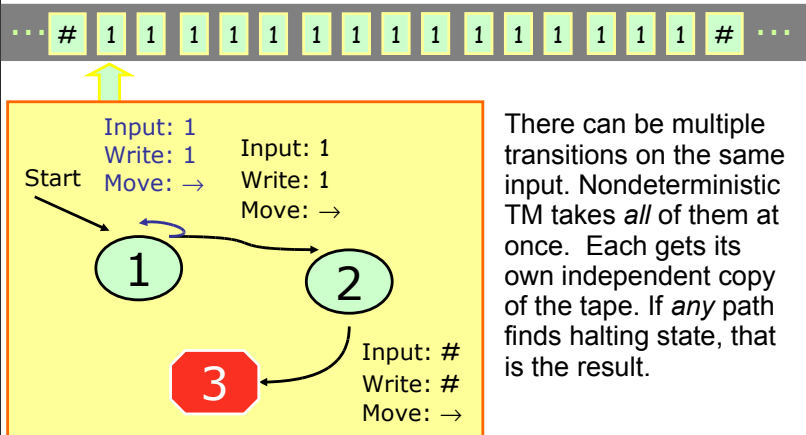 ··· # 1 1 1 1 1 1 1 1 1 1 1 1 1 1 1 # ···
Input: 1
Write: 1
Move: →
Input: 1
Write: 1
Move: →
Start
1
2
3
Input: #
Write: #
Move: →
There can be multiple
transitions on the same
input. Nondeterministic
TM takes all of them at
once.  Each gets its
own independent copy
of the tape. If any path
finds halting state, that
is the result.